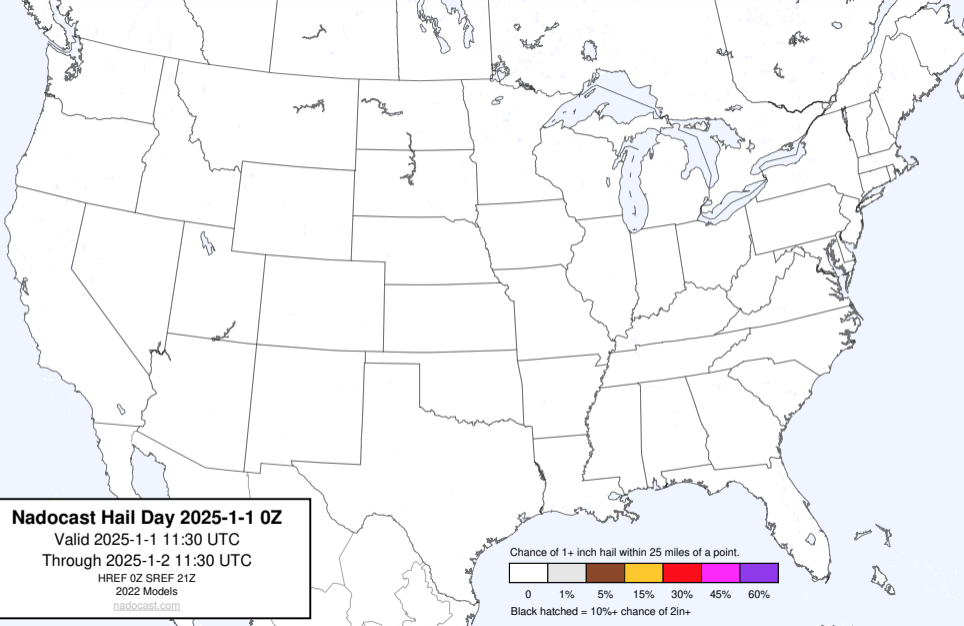 Nadocast Hail Day 2025-1-1 0Z
Valid 2025-1-1 11:30 UTC
Through 2025-1-2 11:30 UTC
HREF 0Z SREF 21Z
2022 Models
nadocast.com
Chance of 1+ inch hail within 25 miles of a point.
0 1% 5% 15% 30% 45% 60%
Black hatched = 10%+ chance of 2in+